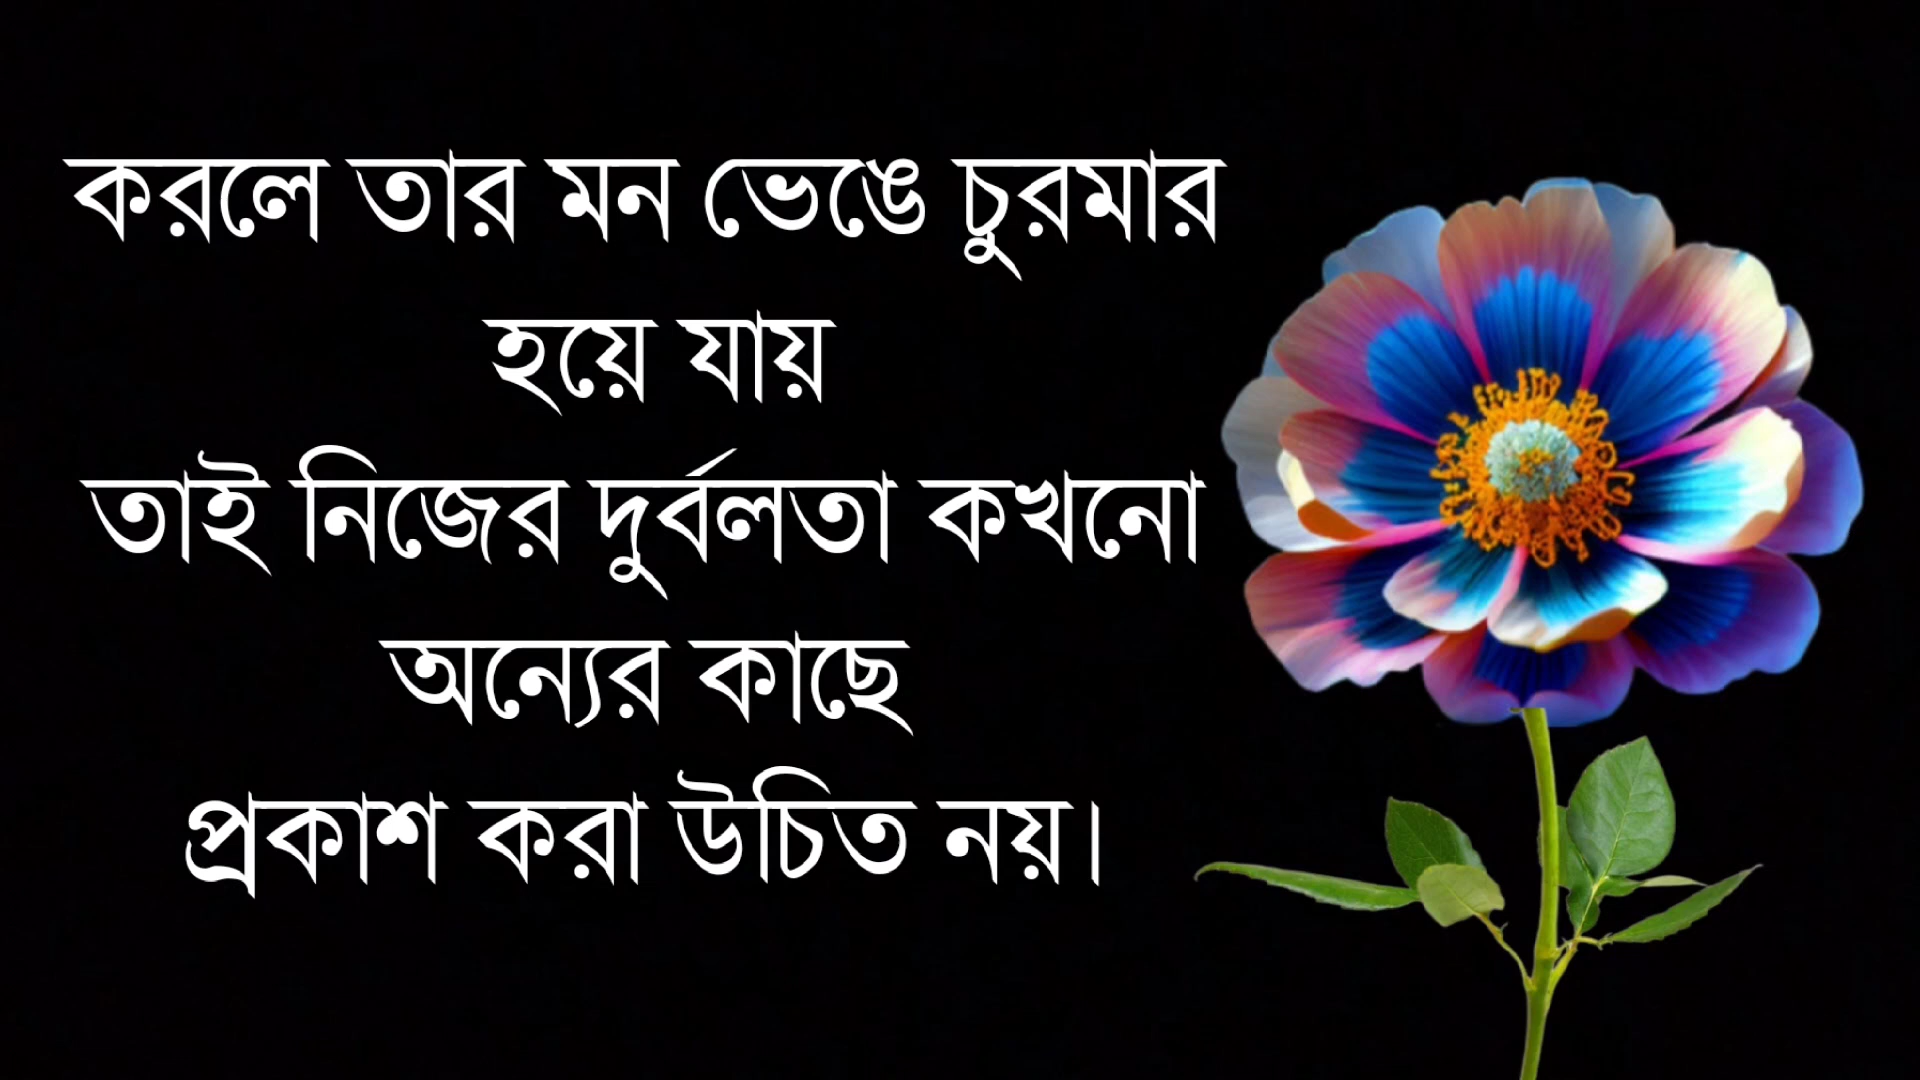 করলে তার মন ভেঙে চুরমার
হয়ে যায়
তাই নিজের দুর্বলতা কখনো
অন্যের কাছে
প্রকাশ করা উচিত নয়।